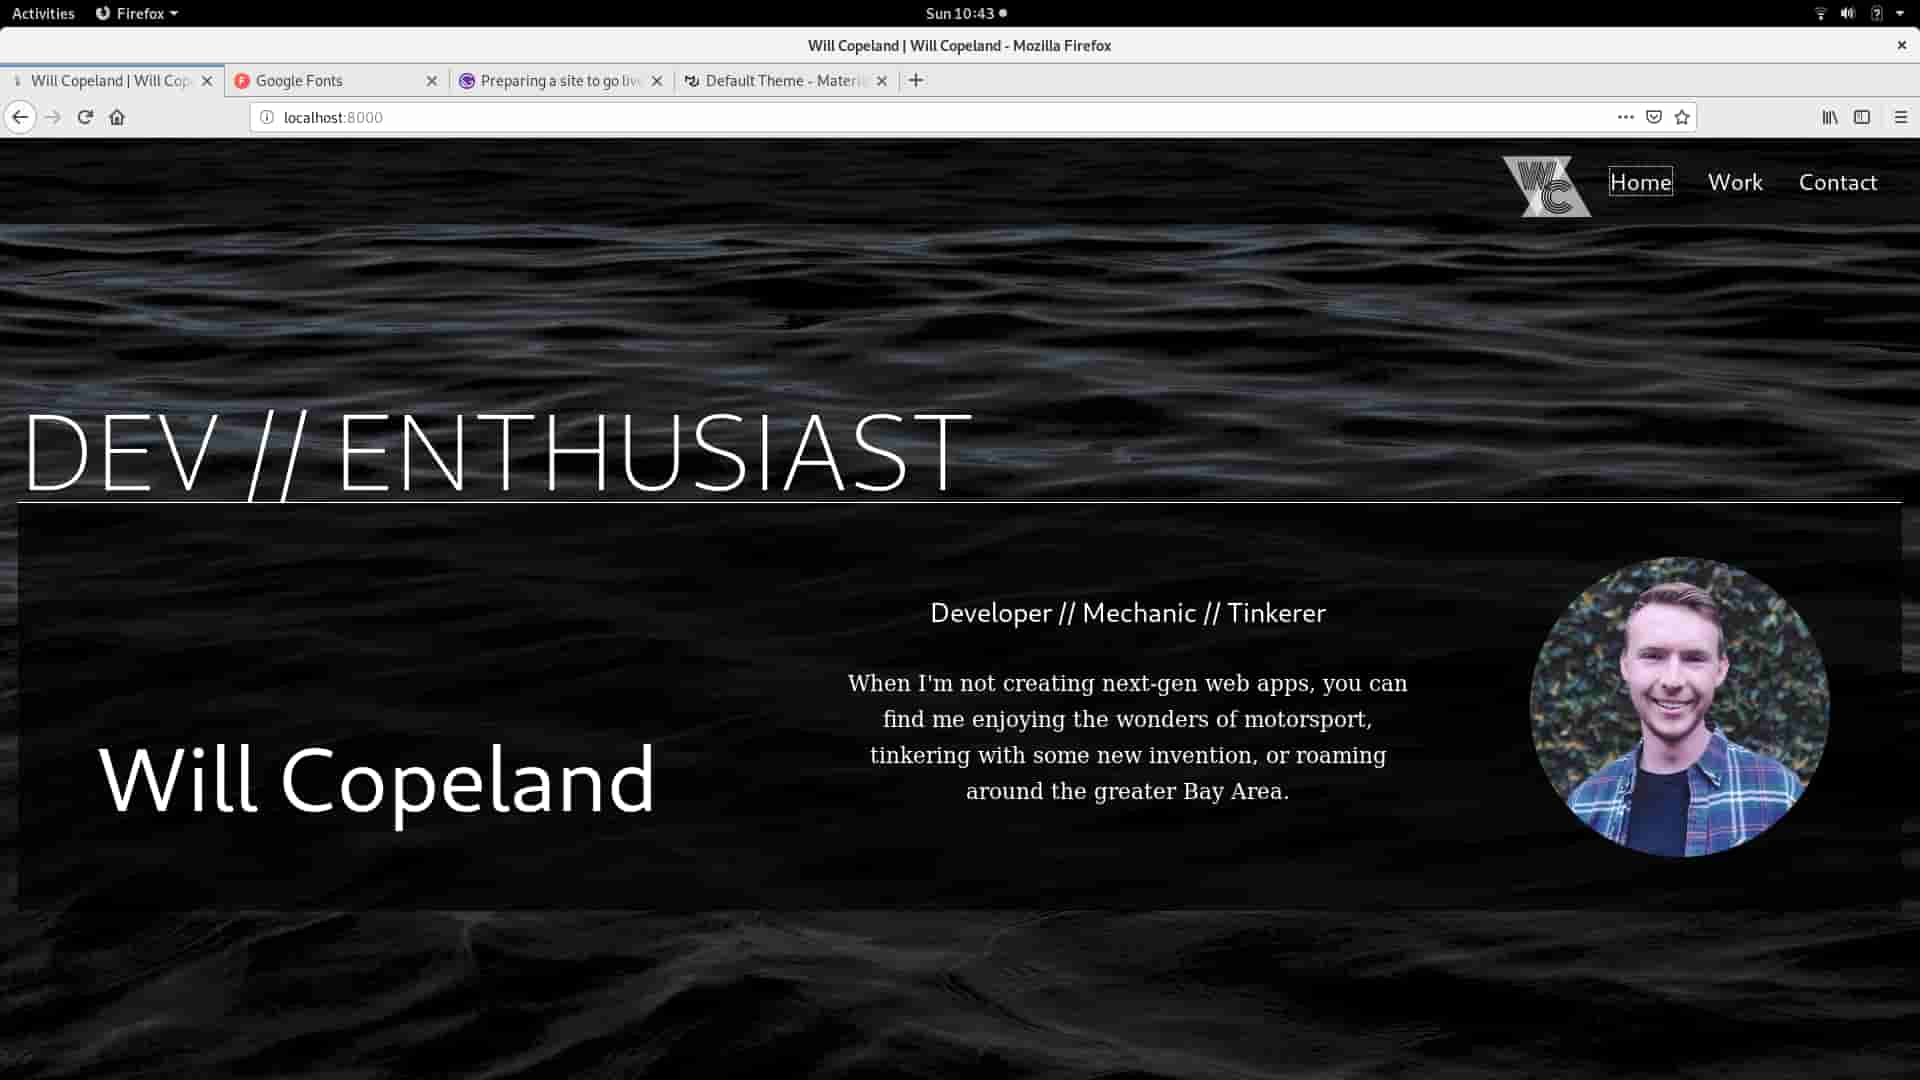 Activities Firefox Sun 10:43
Will Copeland | Will Copeland - Mozilla Firefox
Will Copeland | Will Cop Google Fonts Preparing a site to go live Default Theme - Materia
localhost:8000
WC Home Work Contact
DEV // ENTHUSIAST
Developer // Mechanic // Tinkerer
When I'm not creating next-gen web apps, you can
find me enjoying the wonders of motorsport,
tinkering with some new invention, or roaming
around the greater Bay Area.
Will Copeland